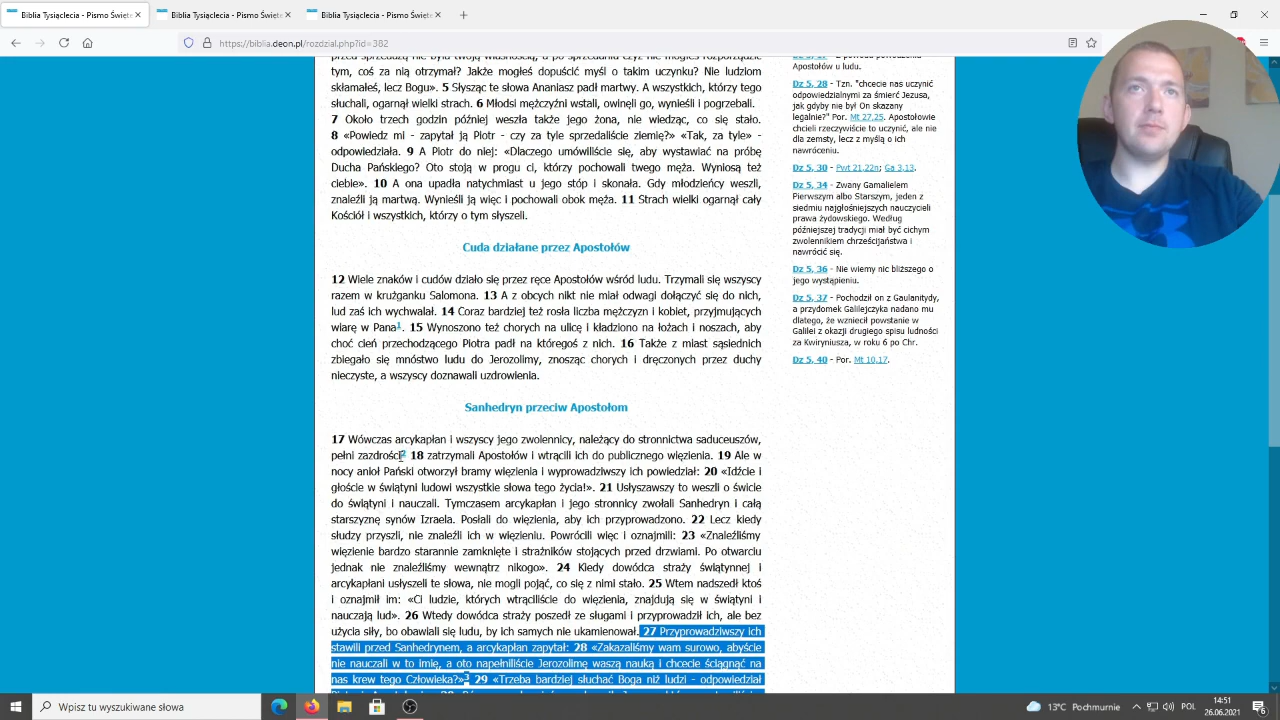 Biblia Tysiąclecia - Pismo Święte
Biblia Tysiąclecia - Pismo Święte
Biblia Tysiąclecia - Pismo Święte
https://biblia.deon.pl/rozdzial.php?id=382
tym, coś za nią otrzymał? Jakże mogłeś dopuścić myśl o takim uczynku? Nie ludziom
skłamałeś, lecz Bogu». 5 Słysząc te słowa Ananiasz padł martwy. A wszystkich, którzy tego
słuchali, ogarnął wielki strach. 6 Młodsi mężczyźni wstali, owinęli go, wynieśli i pogrzebali.
7 Około trzech godzin później weszła także jego żona, nie wiedząc, co się stało.
8 «Powiedz mi - zapytał ją Piotr - czy za tyle sprzedaliście ziemię?» «Tak, za tyle» -
odpowiedziała. 9 A Piotr do niej: «Dlaczego umówiliście się, aby wystawiać na próbę
Ducha Pańskiego? Oto stoją w progu ci, którzy pochowali twego męża. Wyniosą też
ciebie». 10 A ona upadła natychmiast u jego stóp i skonała. Gdy młodzieńcy weszli,
znaleźli ją martwą. Wynieśli ją więc i pochowali obok męża. 11 Strach wielki ogarnął cały
Kościół i wszystkich, którzy o tym słyszeli.
Cuda działane przez Apostołów
12 Wiele znaków i cudów działo się przez ręce Apostołów wśród ludu. Trzymali się wszyscy
razem w krużganku Salomona. 13 A z obcych nikt nie miał odwagi dołączyć się do nich,
lud zaś ich wychwalał. 14 Coraz bardziej też rosła liczba mężczyzn i kobiet, przyjmujących
wiarę w Pana1. 15 Wynoszono też chorych na ulicę i kładziono na łożach i noszach, aby
choć cień przechodzącego Piotra padł na któregoś z nich. 16 Także z miast sąsiednich
zbiegało się mnóstwo ludu do Jerozolimy, znosząc chorych i dręczonych przez duchy
nieczyste, a wszyscy doznawali uzdrowienia.
Sanhedryn przeciw Apostołom
17 Wówczas arcykapłan i wszyscy jego zwolennicy, należący do stronnictwa saduceuszów,
pełni zazdrości2 18 zatrzymali Apostołów i wtrącili ich do publicznego więzienia. 19 Ale w
nocy anioł Pański otworzył bramy więzienia i wyprowadziwszy ich powiedział: 20 «Idźcie i
głoście w świątyni ludowi wszystkie słowa tego życia!». 21 Usłyszawszy to weszli o świcie
do świątyni i nauczali. Tymczasem arcykapłan i jego stronnicy zwołali Sanhedryn i całą
starszyznę synów Izraela. Posłali do więzienia, aby ich przyprowadzono. 22 Lecz kiedy
słudzy przyszli, nie znaleźli ich w więzieniu. Powrócili więc i oznajmili: 23 «Znaleźliśmy
więzienie bardzo starannie zamknięte i strażników stojących przed drzwiami. Po otwarciu
jednak nie znaleźliśmy wewnątrz nikogo». 24 Kiedy dowódca straży świątynnej i
arcykapłani usłyszeli te słowa, nie mogli pojąć, co się z nimi stało. 25 Wtem nadszedł ktoś
i oznajmił im: «Ci ludzie, których wtrąciliście do więzienia, znajdują się w świątyni i
nauczają lud». 26 Wtedy dowódca straży poszedł ze sługami i przyprowadził ich, ale bez
użycia siły, bo obawiali się ludu, by ich samych nie ukamienował. 27 Przyprowadziwszy ich
stawili przed Sanhedrynem, a arcykapłan zapytał: 28 «Zakazaliśmy wam surowo, abyście
nie nauczali w to imię, a oto napełniliście Jerozolimę waszą nauką i chcecie ściągnąć na
nas krew tego Człowieka?»3 29 «Trzeba bardziej słuchać Boga niż ludzi - odpowiedział
Apostołów u ludu.
Dz 5, 28 - Tzn. "chcecie nas uczynić
odpowiedzialnymi za śmierć Jezusa,
jak gdyby nie był On skazany
legalnie?" Por. Mt 27,25. Apostołowie
chcieli rzeczywiście to uczynić, ale nie
dla zemsty, lecz z myślą o ich
nawróceniu.
Dz 5, 30 - Pwt 21,22n; Ga 3,13.
Dz 5, 34 - Zwany Gamalielem
Pierwszym albo Starszym, jeden z
siedmiu najgłośniejszych nauczycieli
prawa żydowskiego. Według
późniejszej tradycji miał być cichym
zwolennikiem chrześcijaństwa i
nawrócić się.
Dz 5, 36 - Nie wiemy nic bliższego o
jego wystąpieniu.
Dz 5, 37 - Pochodził on z Gaulanitydy,
a przydomek Galilejczyka nadano mu
dlatego, że wzniecił powstanie w
Galilei z okazji drugiego spisu ludności
za Kwiryniusza, w roku 6 po Chr.
Dz 5, 40 - Por. Mt 10,17.
Wpisz tu wyszukiwane słowa
13°C Pochmurnie
POL
14:51
26.06.2021
6